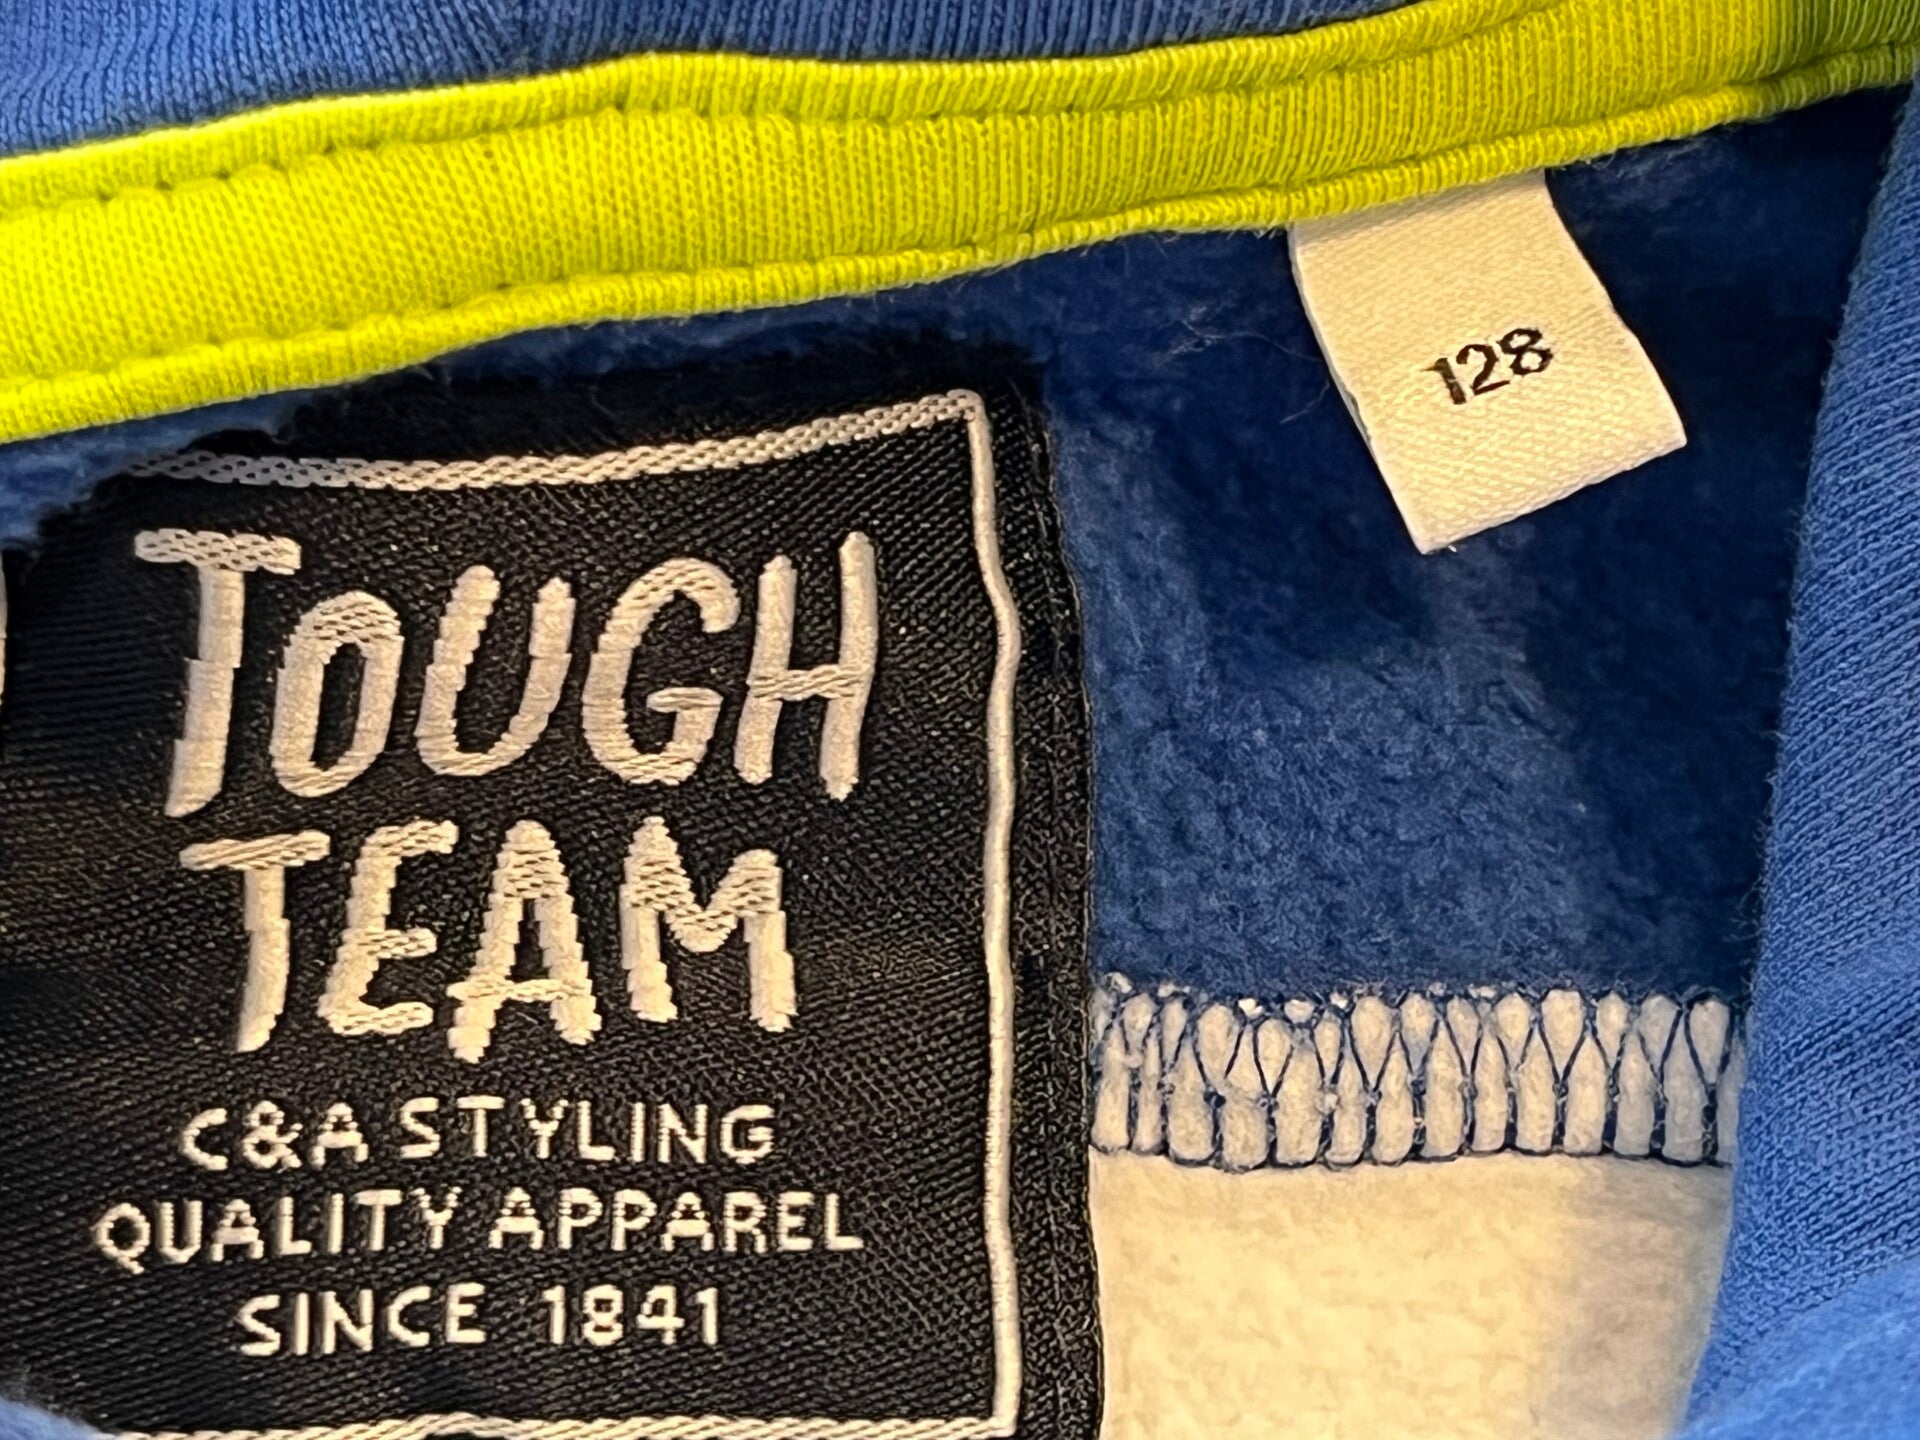 128
TOUGH
TEAM
C&A STYLING
QUALITY APPAREL
SINCE 1841